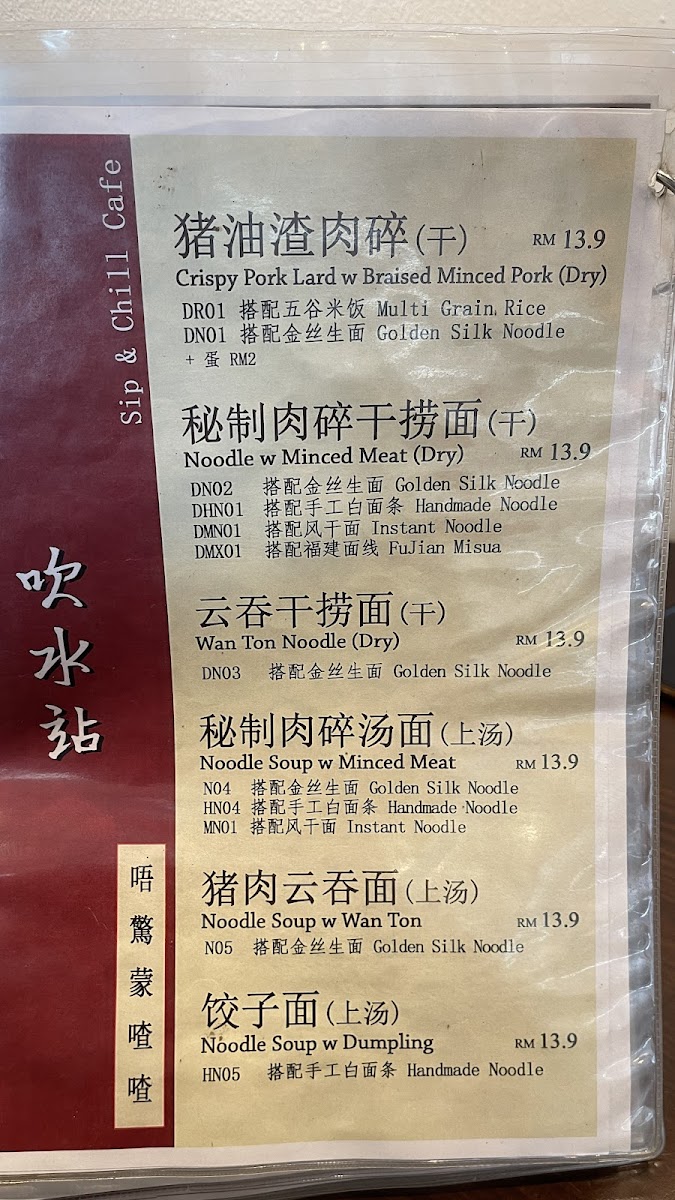 Sip & Chill Cafe
吹水站
唔驚蒙喳喳
猪油渣肉碎(干) RM 13.9
Crispy Pork Lard w Braised Minced Pork (Dry)
DR01 搭配五谷米饭 Multi Grain Rice
DN01 搭配金丝生面 Golden Silk Noodle
+ 蛋 RM2
秘制肉碎干捞面(干)
Noodle w Minced Meat (Dry) RM 13.9
DN02 搭配金丝生面 Golden Silk Noodle
DHN01 搭配手工白面条 Handmade Noodle
DMN01 搭配风干面 Instant Noodle
DMX01 搭配福建面线 FuJian Misua
云吞干捞面(干)
Wan Ton Noodle (Dry) RM 13.9
DN03 搭配金丝生面 Golden Silk Noodle
秘制肉碎汤面(上汤)
Noodle Soup w Minced Meat RM 13.9
N04 搭配金丝生面 Golden Silk Noodle
HN04 搭配手工白面条 Handmade Noodle
MN01 搭配风干面 Instant Noodle
猪肉云吞面(上汤)
Noodle Soup w Wan Ton RM 13.9
N05 搭配金丝生面 Golden Silk Noodle
饺子面(上汤)
Noodle Soup w Dumpling RM 13.9
HN05 搭配手工白面条 Handmade Noodle